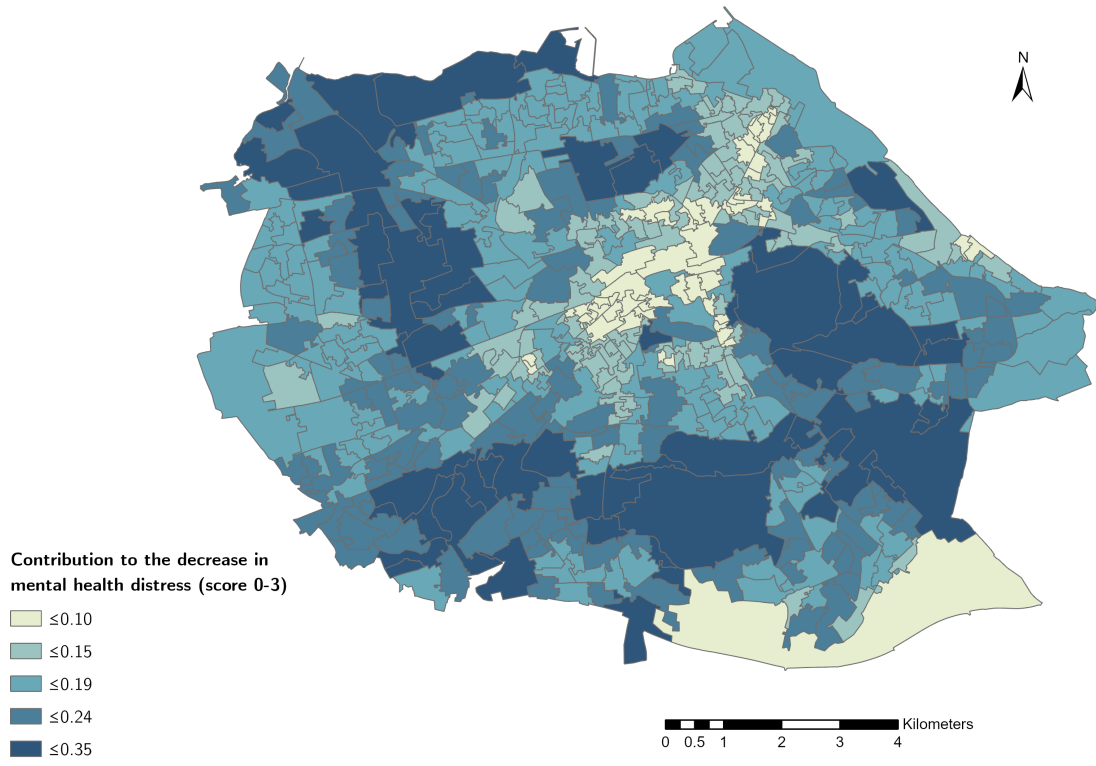 N
Contribution to the decrease in
mental health distress (score 0-3)
≤0.10
≤0.15
≤0.19
≤0.24
≤0.35
Kilometers
0 0.5 1 2 3 4